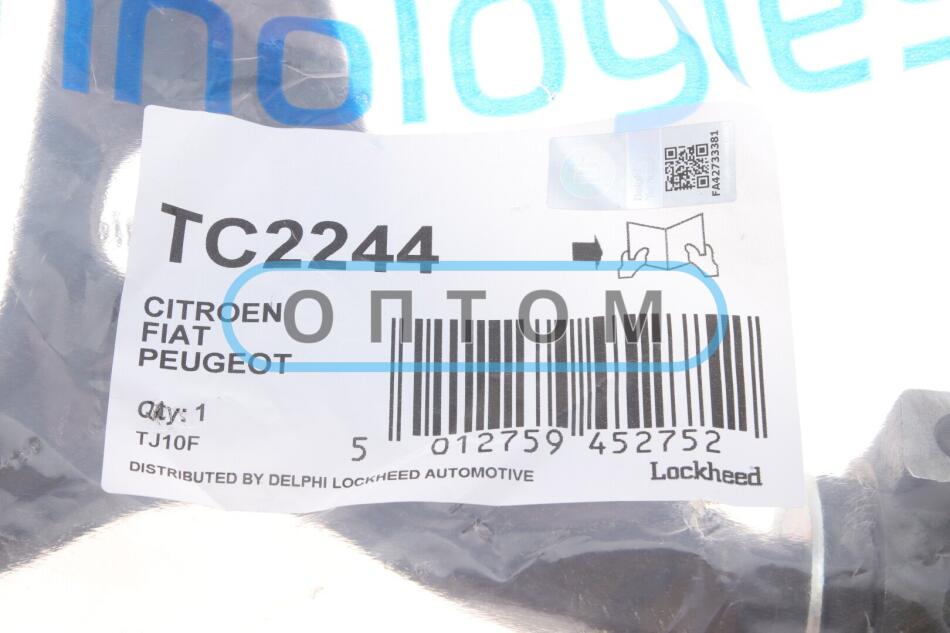 nologies
FA42733381
TC2244
ОПТОМ
CITROEN
FIAT
PEUGEOT
Qty: 1
TJ10F
5 012759 452752
Lockheed
DISTRIBUTED BY DELPHI LOCKHEED AUTOMOTIVE